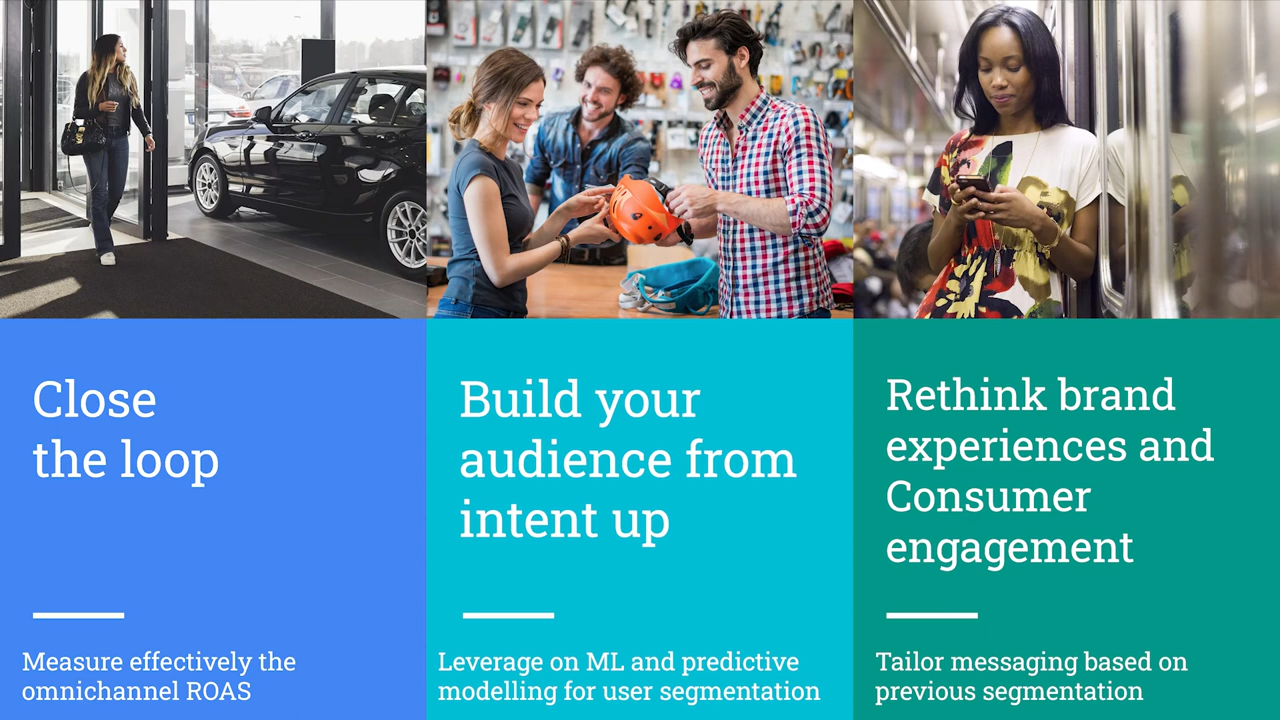 Close
the loop
Measure effectively the
omnichannel ROAS
Build your
audience from
intent up
Leverage on ML and predictive
modelling for user segmentation
Rethink brand
experiences and
Consumer
engagement
Tailor messaging based on
previous segmentation